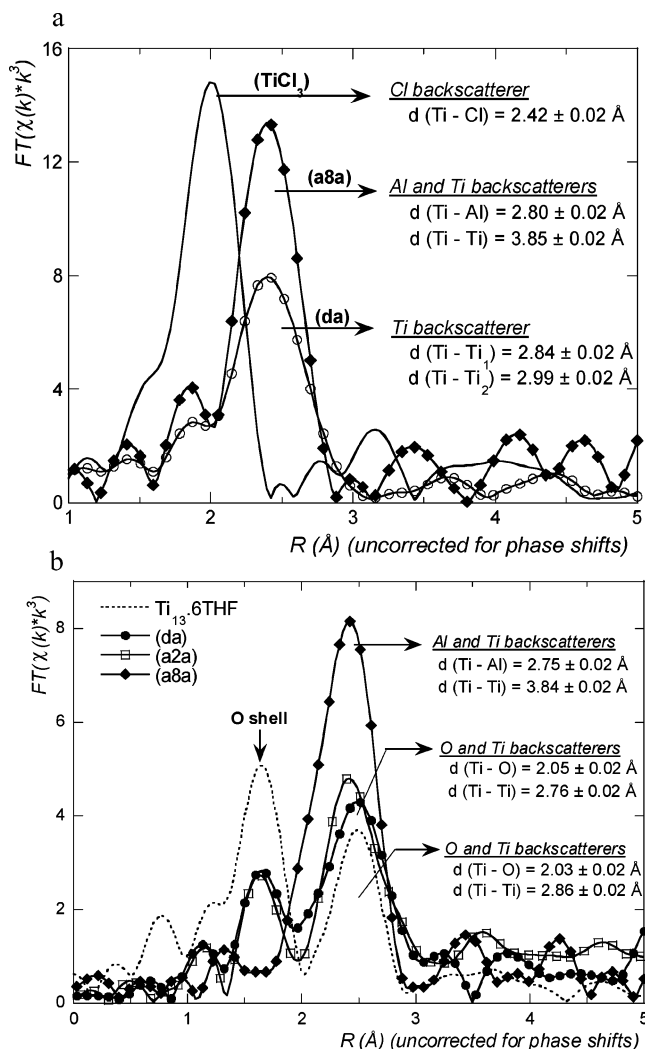 a
FT(χ(k)*k³)
16
12
8
4
0
1 2 3 4 5
R (Å) (uncorrected for phase shifts)
(TiCl₃)
Cl backscatterer
d (Ti - Cl) = 2.42 ± 0.02 Å
(a8a)
Al and Ti backscatterers
d (Ti - Al) = 2.80 ± 0.02 Å
d (Ti - Ti) = 3.85 ± 0.02 Å
(da)
Ti backscatterer
d (Ti - Ti₁) = 2.84 ± 0.02 Å
d (Ti - Ti₂) = 2.99 ± 0.02 Å
b
FT(χ(k)*k³)
8
6
4
2
0
0 1 2 3 4 5
R (Å) (uncorrected for phase shifts)
Ti₁₃.6THF
(da)
(a2a)
(a8a)
O shell
Al and Ti backscatterers
d (Ti - Al) = 2.75 ± 0.02 Å
d (Ti - Ti) = 3.84 ± 0.02 Å
O and Ti backscatterers
d (Ti - O) = 2.05 ± 0.02 Å
d (Ti - Ti) = 2.76 ± 0.02 Å
O and Ti backscatterers
d (Ti - O) = 2.03 ± 0.02 Å
d (Ti - Ti) = 2.86 ± 0.02 Å